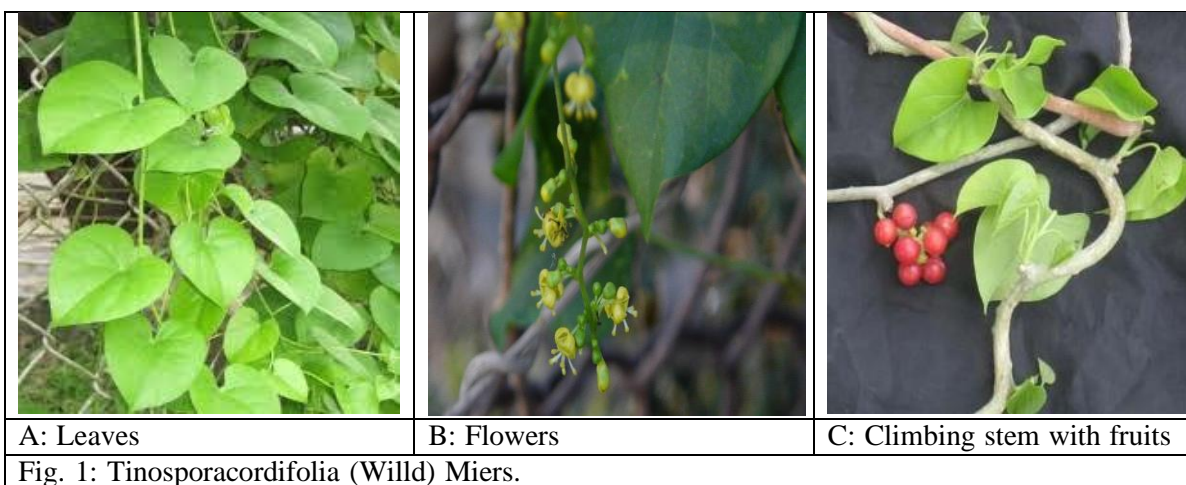 A: Leaves
B: Flowers
C: Climbing stem with fruits
Fig. 1: Tinosporacordifolia (Willd) Miers.